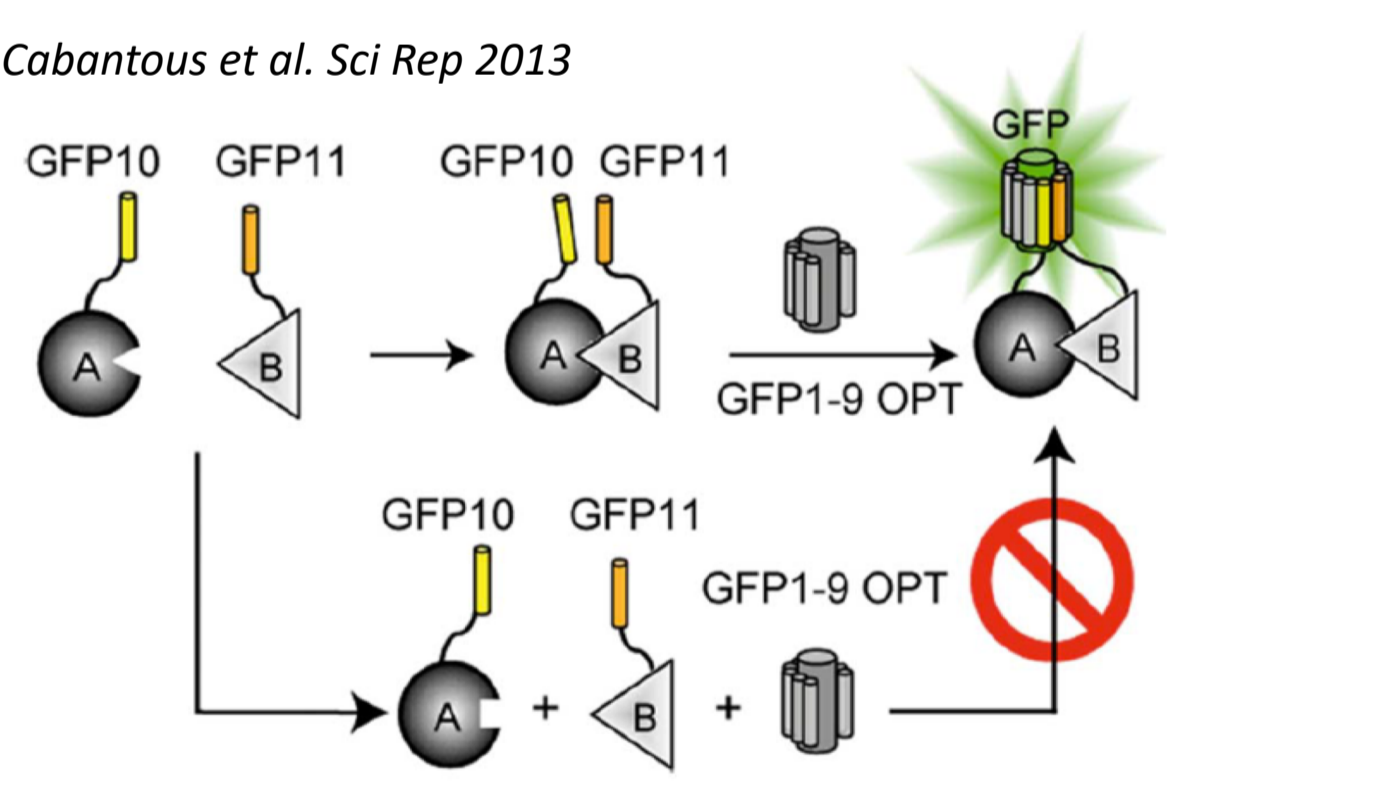 Cabantous et al. Sci Rep 2013
GFP10 GFP11 GFP10 GFP11 GFP
A B A B A B
GFP1-9 OPT
GFP10 GFP11 GFP1-9 OPT
A + B +